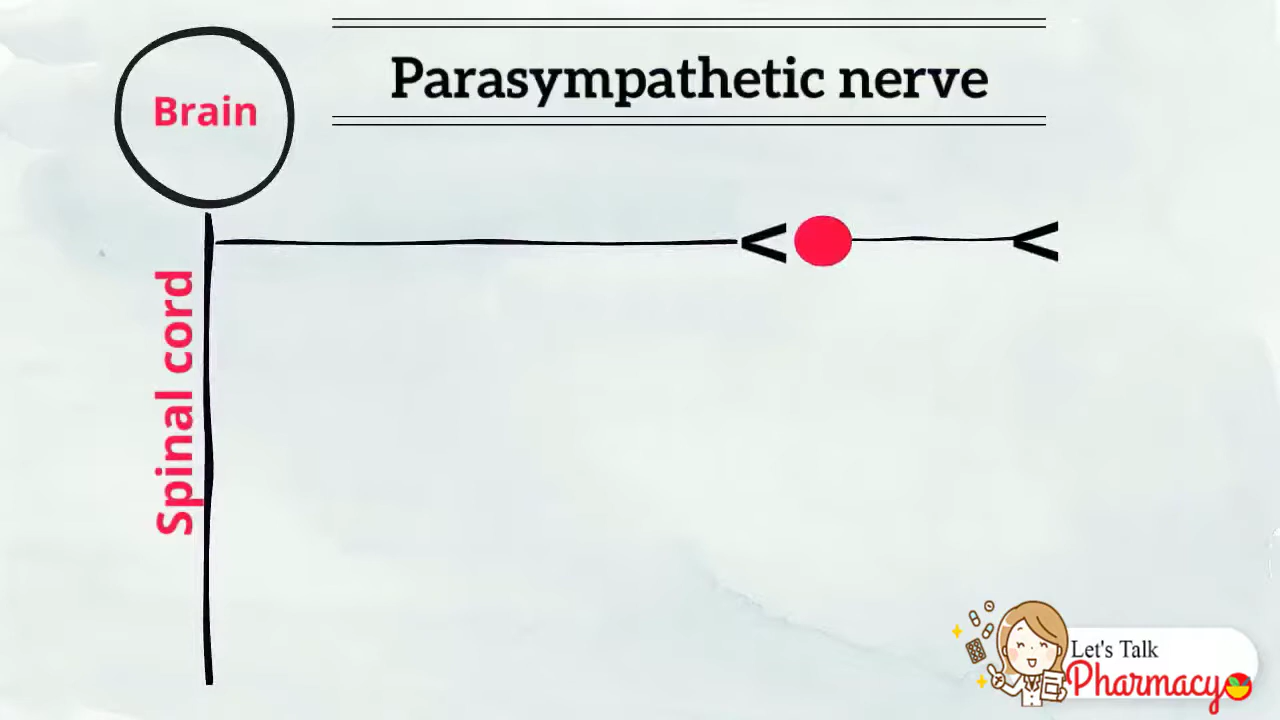 Parasympathetic nerve
Brain
Spinal cord
Let's Talk
Pharmacy